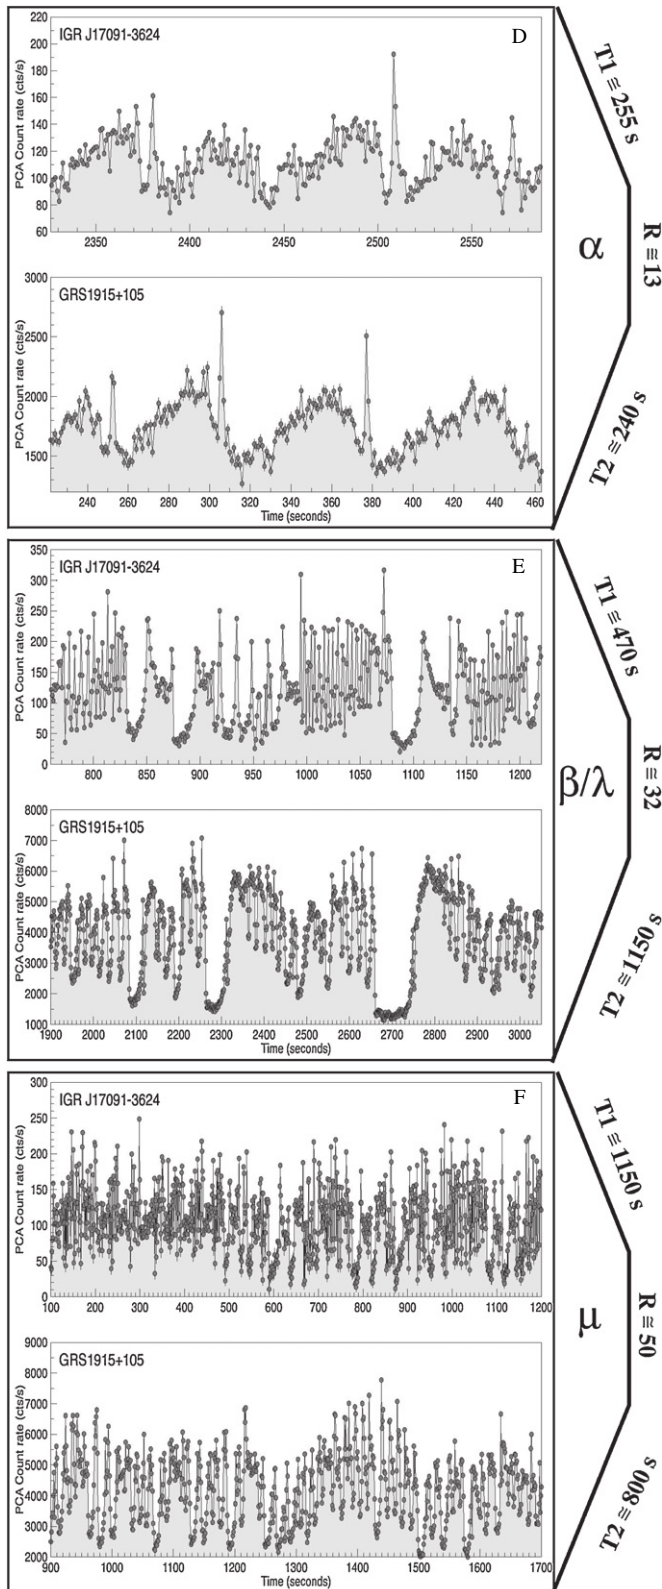 IGR J17091-3624
D
PCA Count rate (cts/s)
220
200
180
160
140
120
100
80
60
2350 2400 2450 2500 2550
GRS1915+105
PCA Count rate (cts/s)
3000
2500
2000
1500
240 260 280 300 320 340 360 380 400 420 440 460
Time (seconds)
T1 ≅ 255 s
α
R ≅ 13
T2 ≅ 240 s
IGR J17091-3624
E
PCA Count rate (cts/s)
350
300
250
200
150
100
50
0
800 850 900 950 1000 1050 1100 1150 1200
GRS1915+105
PCA Count rate (cts/s)
8000
7000
6000
5000
4000
3000
2000
1000
1900 2000 2100 2200 2300 2400 2500 2600 2700 2800 2900 3000
Time (seconds)
T1 ≅ 470 s
β/λ
R ≅ 32
T2 ≅ 1150 s
IGR J17091-3624
F
PCA Count rate (cts/s)
300
250
200
150
100
50
0
100 200 300 400 500 600 700 800 900 1000 1100 1200
GRS1915+105
PCA Count rate (cts/s)
9000
8000
7000
6000
5000
4000
3000
2000
900 1000 1100 1200 1300 1400 1500 1600 1700
Time (seconds)
T1 ≅ 1150 s
μ
R ≅ 50
T2 ≅ 800 s